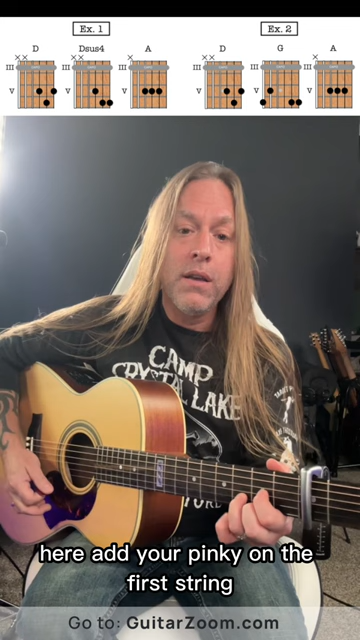 Ex. 1
Ex. 2
D Dsus4 A D G A
III III III III III III
V V V V V V
CAMP
CRYSTAL LAKE
here add your pinky on the
first string
Go to: GuitarZoom.com